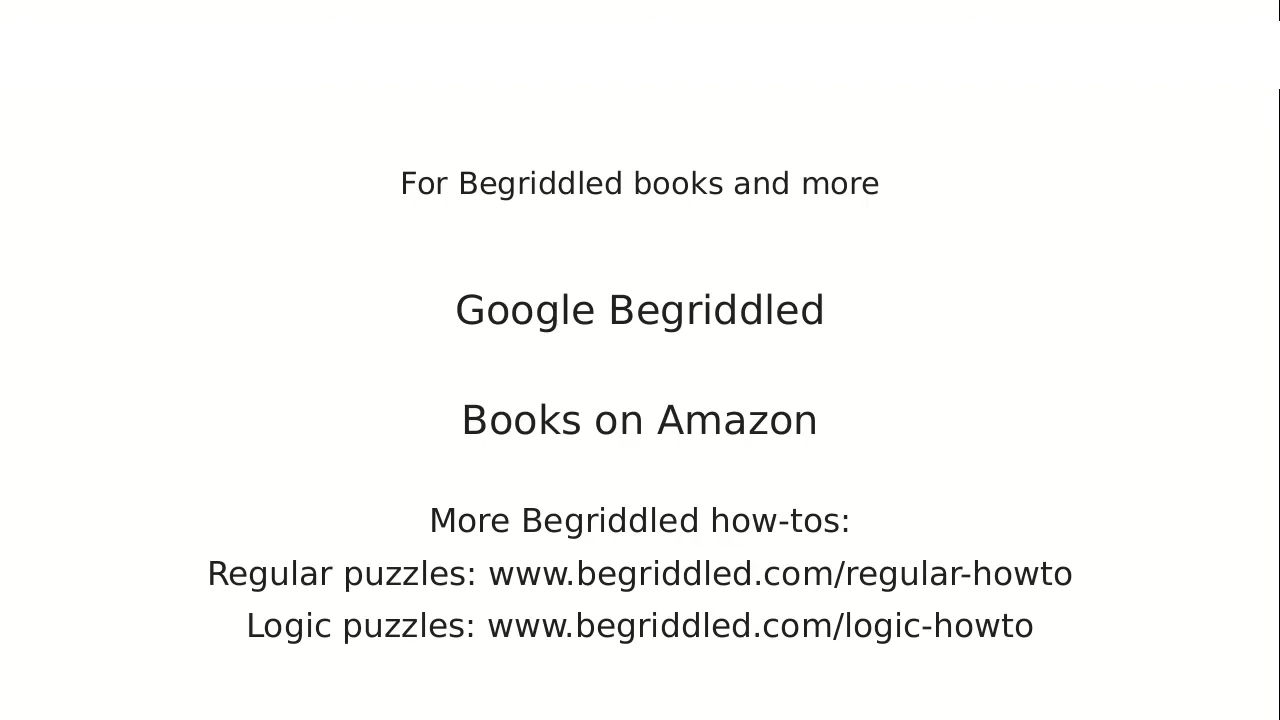 For Begriddled books and more
Google Begriddled
Books on Amazon
More Begriddled how-tos:
Regular puzzles: www.begriddled.com/regular-howto
Logic puzzles: www.begriddled.com/logic-howto